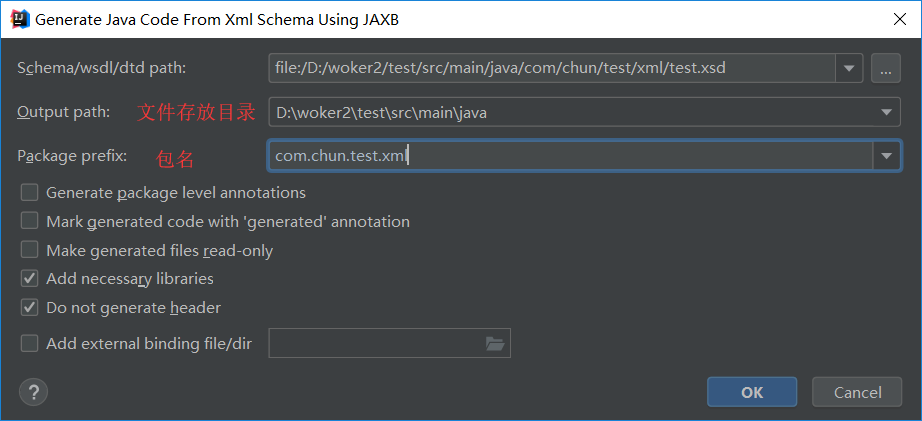 Generate Java Code From Xml Schema Using JAXB
Schema/wsdl/dtd path: file:/D:/woker2/test/src/main/java/com/chun/test/xml/test.xsd ...
Output path: 文件存放目录 D:\woker2\test\src\main\java
Package prefix: 包名 com.chun.test.xml
Generate package level annotations
Mark generated code with 'generated' annotation
Make generated files read-only
Add necessary libraries
Do not generate header
Add external binding file/dir
? OK Cancel